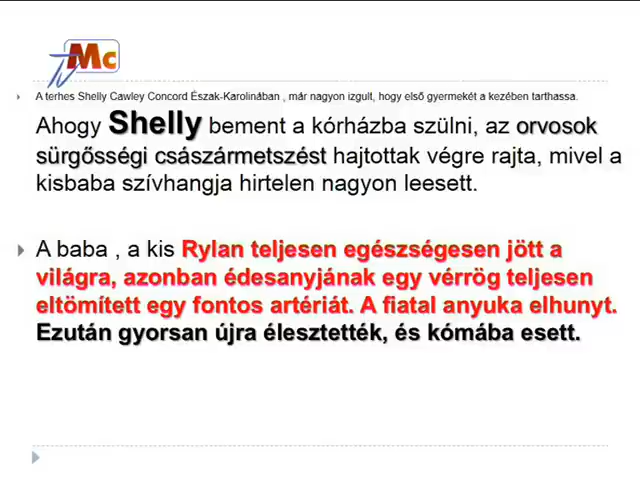 TV Mc
A terhes Shelly Cawley Concord Észak-Karolinában , már nagyon izgult, hogy első gyermekét a kezében tarthassa.
Ahogy Shelly bement a kórházba szülni, az orvosok
sürgősségi császármetszést hajtottak végre rajta, mivel a
kisbaba szívhangja hirtelen nagyon leesett.
A baba , a kis Rylan teljesen egészségesen jött a
világra, azonban édesanyjának egy vérrög teljesen
eltömített egy fontos artériát. A fiatal anyuka elhunyt.
Ezután gyorsan újra élesztették, és kómába esett.